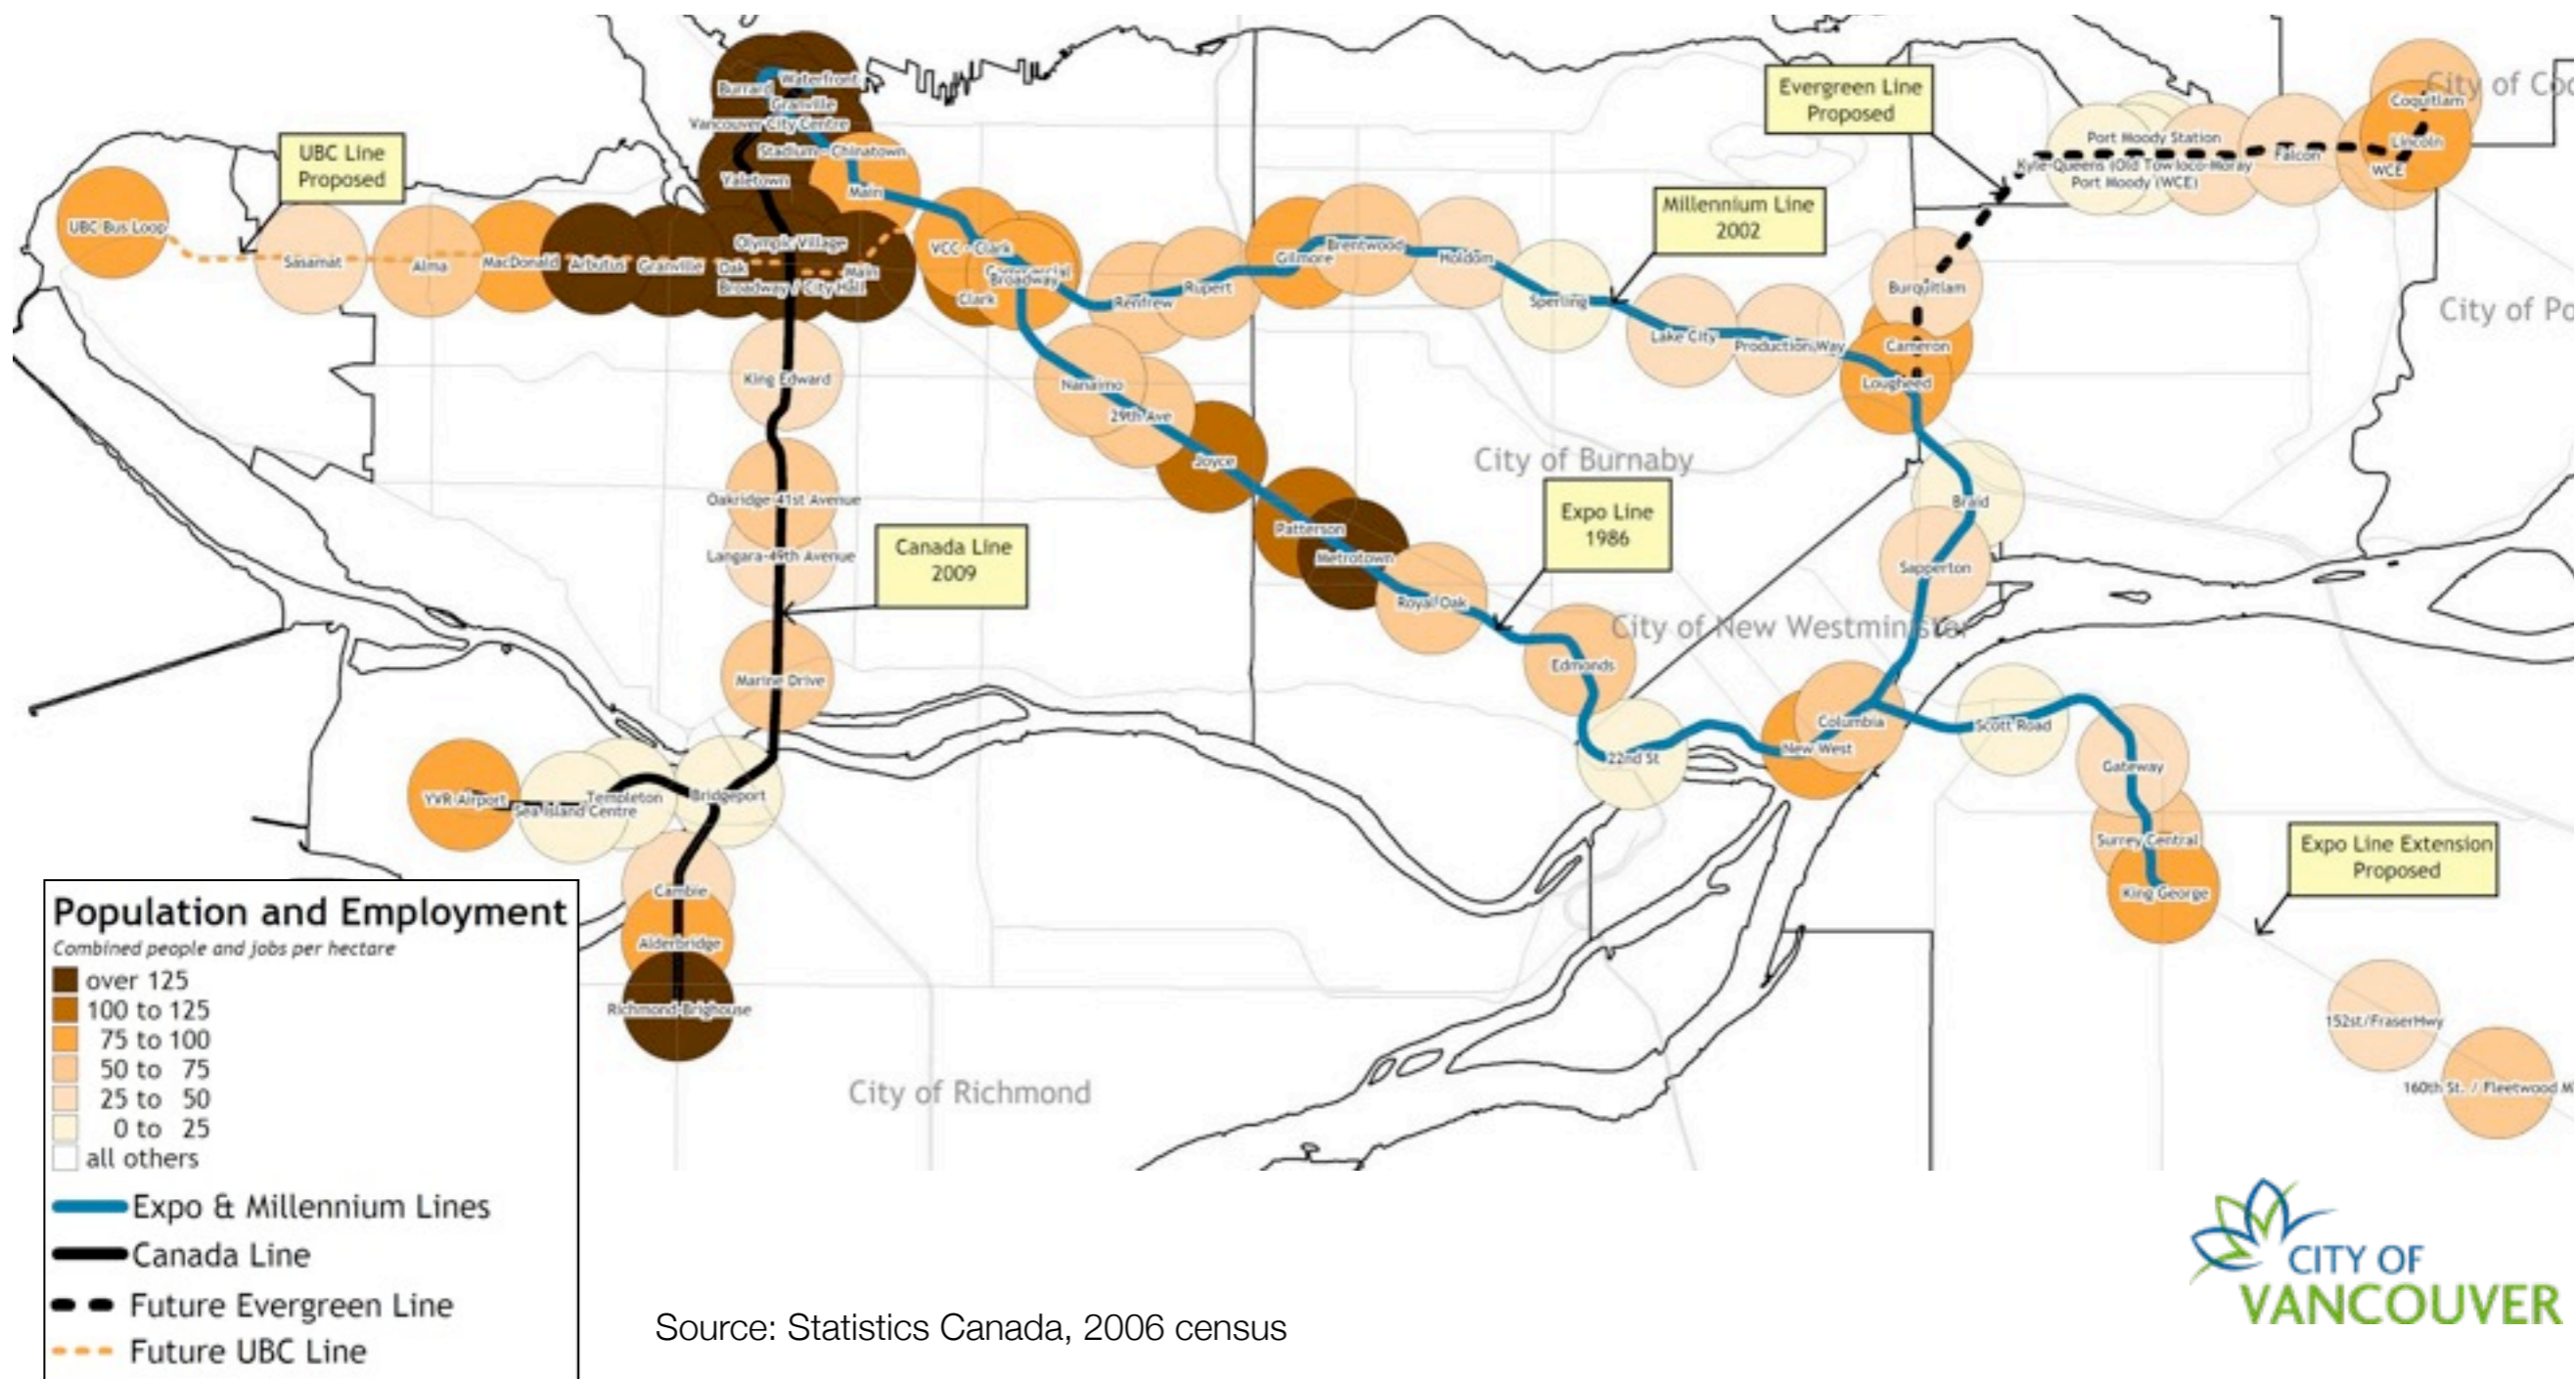 Waterfront
Burrard
Granville
Vancouver City Centre
Stadium - Chinatown
Yaletown
Main
Evergreen Line
Proposed
City of Coq
Coquitlam
Lincoln
Port Moody Station
Falcon
WCE
Port Moody (WCE)
UBC Line
Proposed
Millennium Line
2002
UBC Bus Loop
Sasamat
Alma
MacDonald
Arbutus
Granville
Oak
Olympic Village
Main
Broadway / City Hall
VCC - Clark
Commercial
Broadway
Clark
Renfrew
Rupert
Gilmore
Brentwood
Holdom
Sperling
Lake City
Production Way
Burquitlam
Cameron
Lougheed
City of Po
King Edward
Nanaimo
29th Ave
Joyce
City of Burnaby
Oakridge-41st Avenue
Langara-49th Avenue
Canada Line
2009
Patterson
Metrotown
Royal Oak
Expo Line
1986
Braid
Sapperton
City of New Westminister
Marine Drive
Edmonds
22nd St
New West
Columbia
Scott Road
Gateway
Surrey Central
King George
Expo Line Extension
Proposed
YVR-Airport
Sea Island Centre
Templeton
Bridgeport
Cambie
Alderbridge
Richmond-Brighouse
City of Richmond
152st/FraserHwy
160th St. / Fleetwood M
Population and Employment
Combined people and jobs per hectare
over 125
100 to 125
75 to 100
50 to 75
25 to 50
0 to 25
all others
Expo & Millennium Lines
Canada Line
Future Evergreen Line
Future UBC Line
Source: Statistics Canada, 2006 census
CITY OF
VANCOUVER